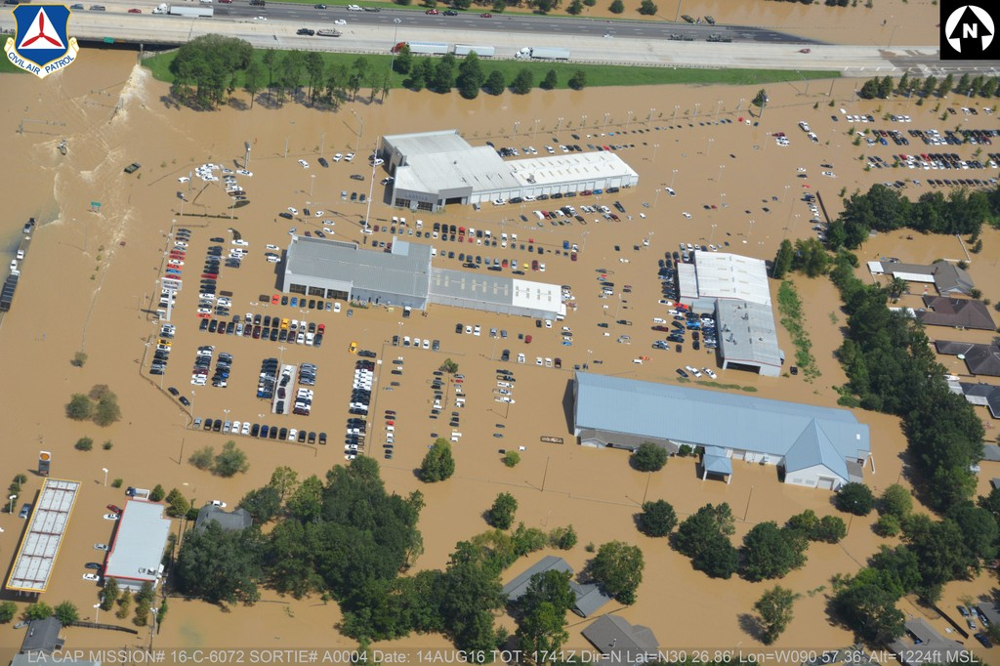 CIVIL AIR PATROL
N
LA CAP MISSION# 16-C-6072 SORTIE# A0004 Date: 14AUG16 TOT: 1741Z Dir=N Lat=N30 26.86' Lon=W090 57.36' Alt=1224ft MSL